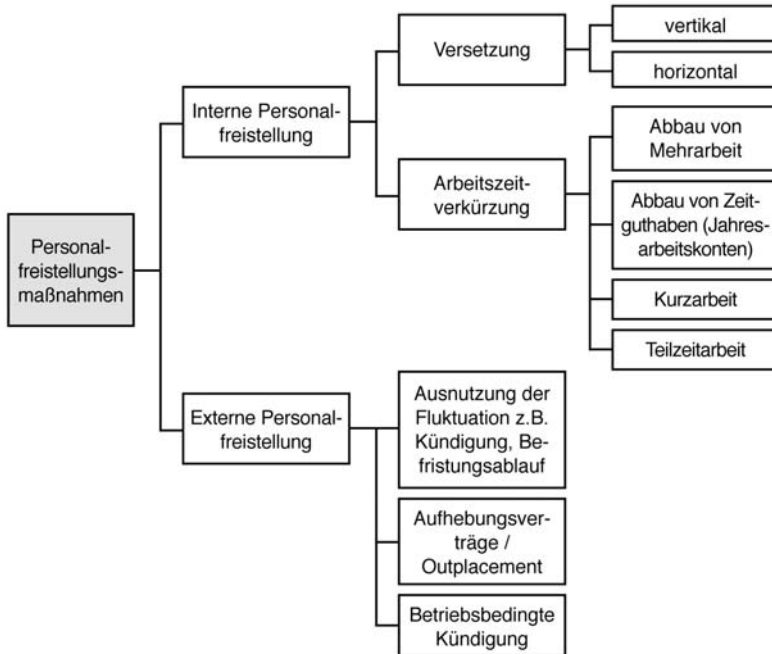 Personal-
freistellungs-
maßnahmen
Interne Personal-
freistellung
Versetzung
vertikal
horizontal
Arbeitszeit-
verkürzung
Abbau von
Mehrarbeit
Abbau von Zeit-
guthaben (Jahres-
arbeitskonten)
Kurzarbeit
Teilzeitarbeit
Externe Personal-
freistellung
Ausnutzung der
Fluktuation z.B.
Kündigung, Be-
fristungsablauf
Aufhebungsver-
träge /
Outplacement
Betriebsbedingte
Kündigung